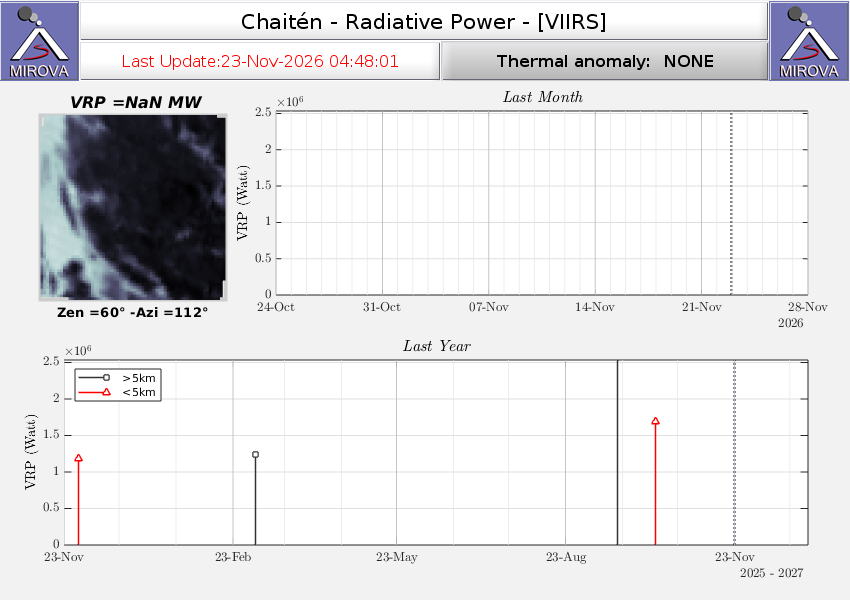 Chaitén - Radiative Power - [VIIRS]
MIROVA
Last Update:23-Nov-2026 04:48:01
Thermal anomaly: NONE
MIROVA
VRP =NaN MW
Zen =60° -Azi =112°
Last Month
×10⁶
VRP (Watt)
2.5
2
1.5
1
0.5
0
24-Oct 31-Oct 07-Nov 14-Nov 21-Nov 28-Nov
2026
Last Year
×10⁶
VRP (Watt)
2.5
2
1.5
1
0.5
0
>5km
<5km
23-Nov 23-Feb 23-May 23-Aug 23-Nov
2025 - 2027